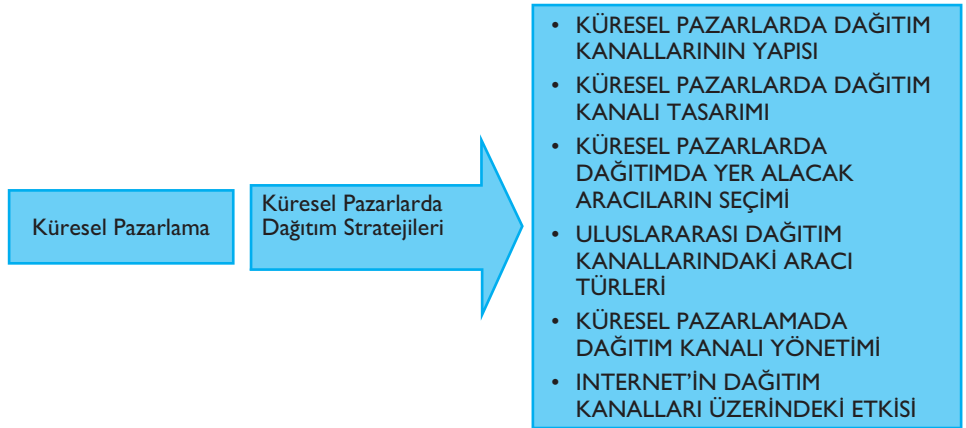 Küresel Pazarlama
Küresel Pazarlarda
Dağıtım Stratejileri
• KÜRESEL PAZARLARDA DAĞITIM
KANALLARININ YAPISI
• KÜRESEL PAZARLARDA DAĞITIM
KANALI TASARIMI
• KÜRESEL PAZARLARDA
DAĞITIMDA YER ALACAK
ARACILARIN SEÇİMİ
• ULUSLARARASI DAĞITIM
KANALLARINDAKİ ARACI
TÜRLERİ
• KÜRESEL PAZARLAMADA
DAĞITIM KANALI YÖNETİMİ
• INTERNET’İN DAĞITIM
KANALLARI ÜZERİNDEKİ ETKİSİ